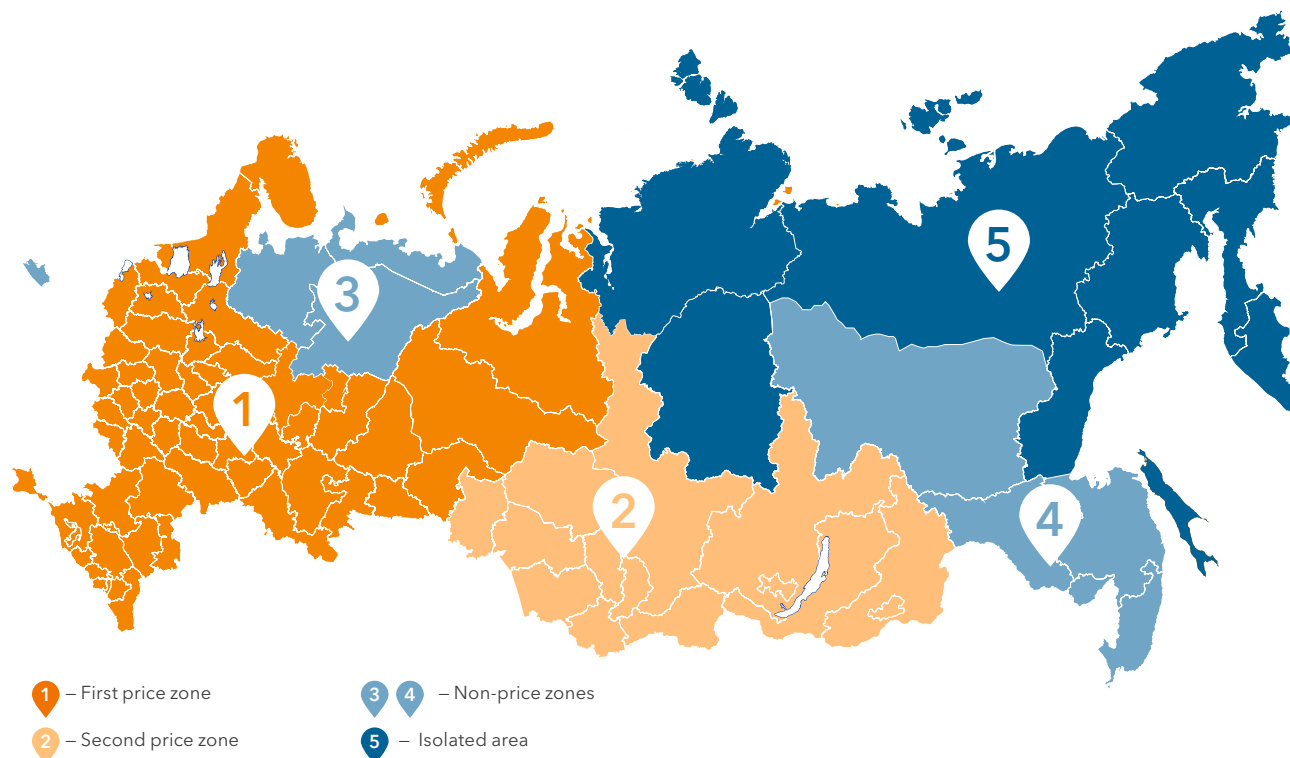 5
3
1
2
4
1 – First price zone
3 4 – Non-price zones
2 – Second price zone
5 – Isolated area